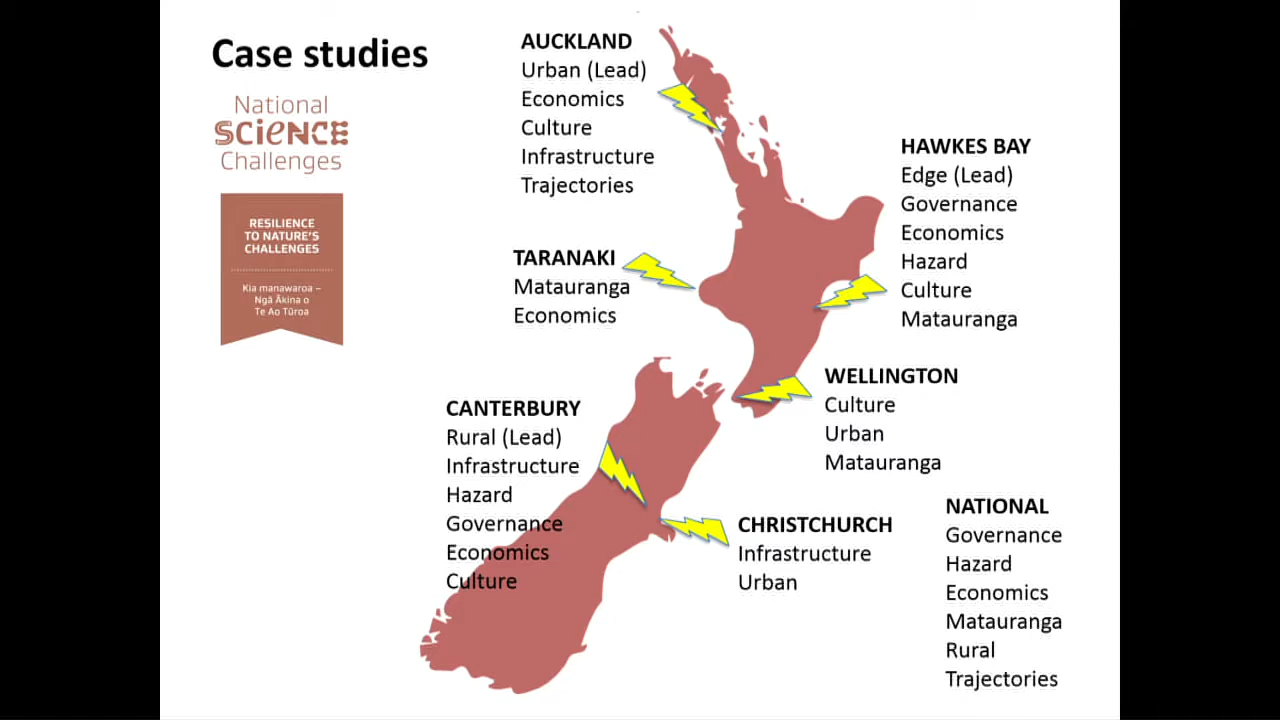 Case studies
National
SCIENCE
Challenges
RESILIENCE
TO NATURE'S
CHALLENGES
Kia manawaroa –
Ngā Ākina o
Te Ao Tūroa
AUCKLAND
Urban (Lead)
Economics
Culture
Infrastructure
Trajectories
HAWKES BAY
Edge (Lead)
Governance
Economics
Hazard
Culture
Matauranga
TARANAKI
Matauranga
Economics
WELLINGTON
Culture
Urban
Matauranga
CANTERBURY
Rural (Lead)
Infrastructure
Hazard
Governance
Economics
Culture
CHRISTCHURCH
Infrastructure
Urban
NATIONAL
Governance
Hazard
Economics
Matauranga
Rural
Trajectories